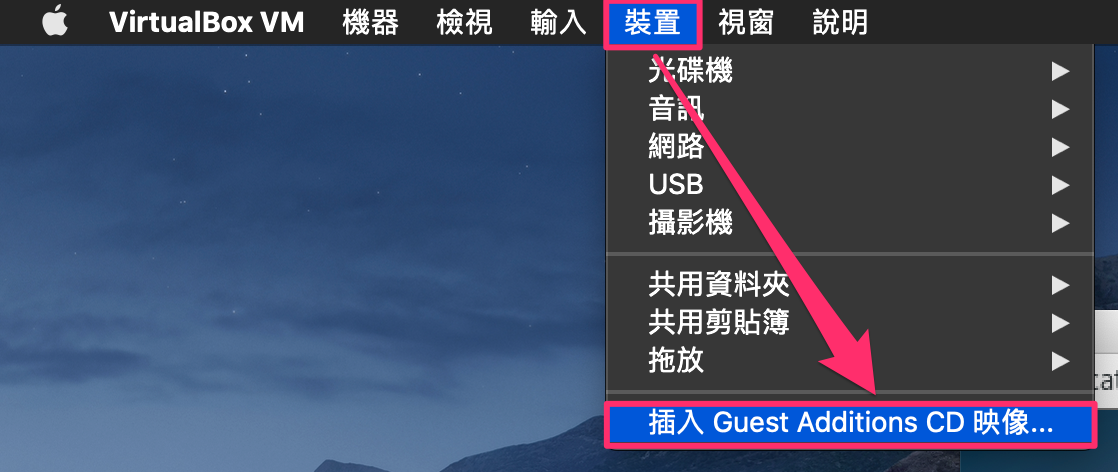 VirtualBox VM 機器 檢視 輸入 裝置 視窗 說明
光碟機
音訊
網路
USB
攝影機
共用資料夾
共用剪貼簿
拖放
插入 Guest Additions CD 映像...